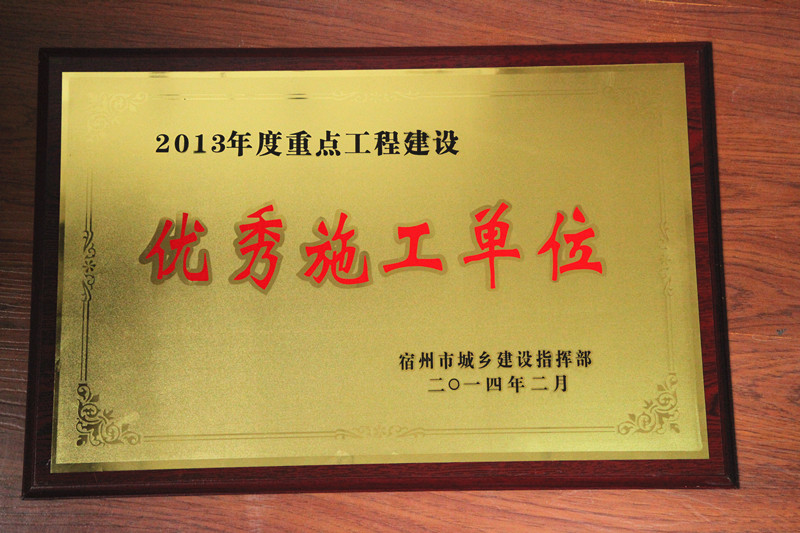 2013年度重点工程建设
优秀施工单位
宿州市城乡建设指挥部
二〇一四年二月